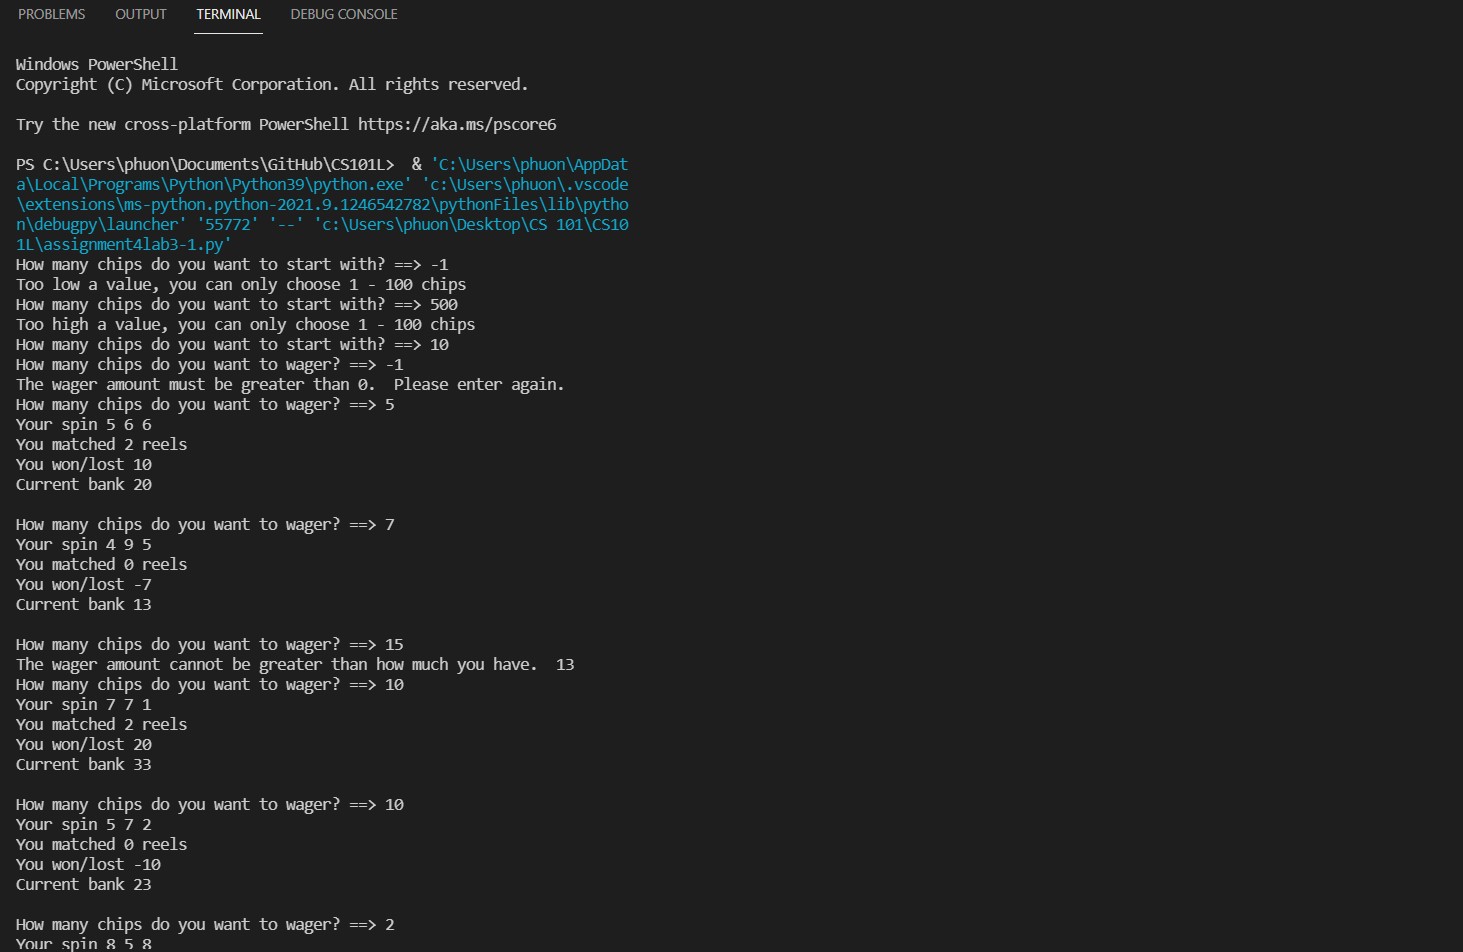 PROBLEMS OUTPUT TERMINAL DEBUG CONSOLE
Windows PowerShell
Copyright (C) Microsoft Corporation. All rights reserved.
Try the new cross-platform PowerShell https://aka.ms/pscore6
PS C:\Users\phuon\Documents\GitHub\CS101L>  & 'C:\Users\phuon\AppDat
a\Local\Programs\Python\Python39\python.exe' 'c:\Users\phuon\.vscode
\extensions\ms-python.python-2021.9.1246542782\pythonFiles\lib\pytho
n\debugpy\launcher' '55772' '--' 'c:\Users\phuon\Desktop\CS 101\CS10
1L\assignment4lab3-1.py'
How many chips do you want to start with? ==> -1
Too low a value, you can only choose 1 - 100 chips
How many chips do you want to start with? ==> 500
Too high a value, you can only choose 1 - 100 chips
How many chips do you want to start with? ==> 10
How many chips do you want to wager? ==> -1
The wager amount must be greater than 0.  Please enter again.
How many chips do you want to wager? ==> 5
Your spin 5 6 6
You matched 2 reels
You won/lost 10
Current bank 20
How many chips do you want to wager? ==> 7
Your spin 4 9 5
You matched 0 reels
You won/lost -7
Current bank 13
How many chips do you want to wager? ==> 15
The wager amount cannot be greater than how much you have.  13
How many chips do you want to wager? ==> 10
Your spin 7 7 1
You matched 2 reels
You won/lost 20
Current bank 33
How many chips do you want to wager? ==> 10
Your spin 5 7 2
You matched 0 reels
You won/lost -10
Current bank 23
How many chips do you want to wager? ==> 2
Your spin 8 5 8